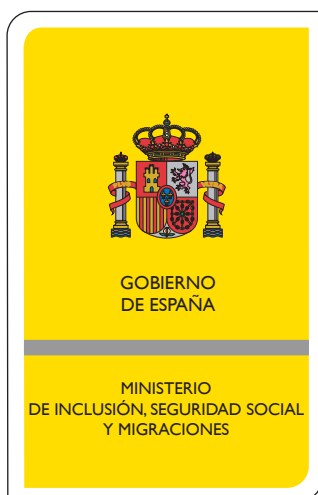 GOBIERNO
DE ESPAÑA
MINISTERIO
DE INCLUSIÓN, SEGURIDAD SOCIAL
Y MIGRACIONES